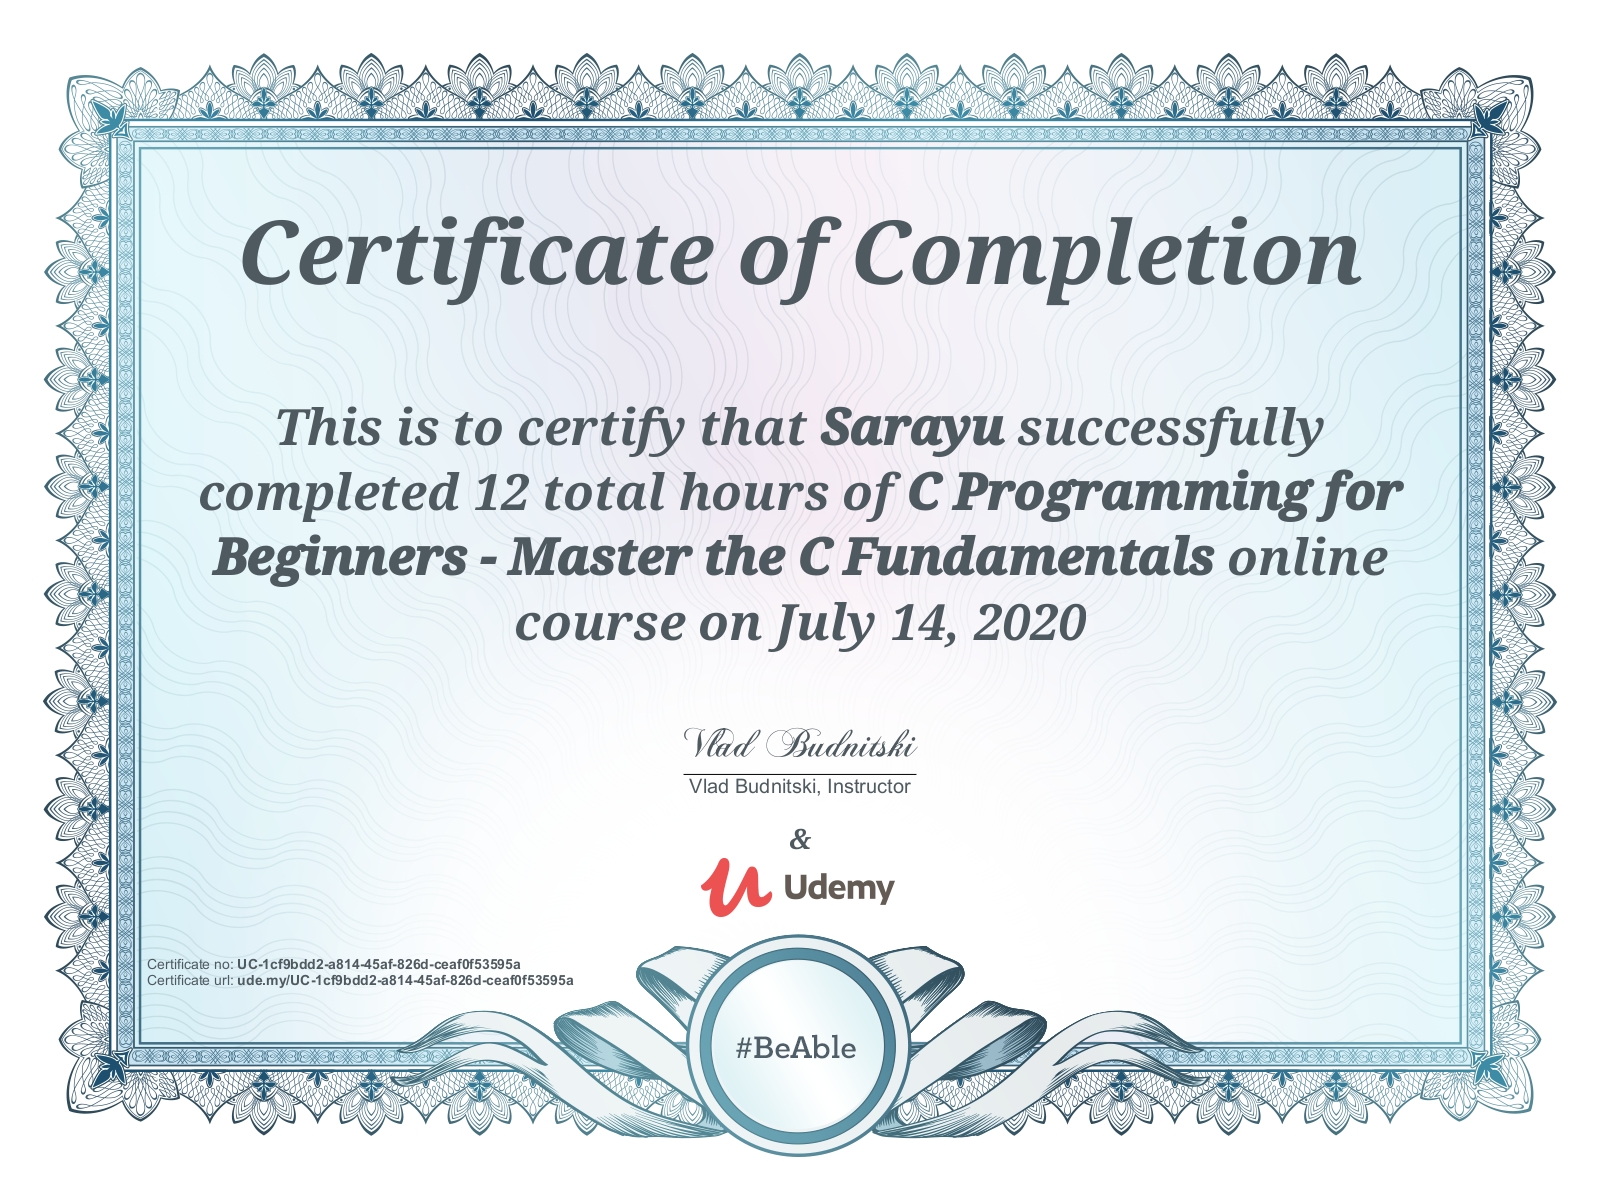 Certificate of Completion
This is to certify that Sarayu successfully
completed 12 total hours of C Programming for
Beginners - Master the C Fundamentals online
course on July 14, 2020
Vlad Budnitski
Vlad Budnitski, Instructor
&
Udemy
Certificate no: UC-1cf9bdd2-a814-45af-826d-ceaf0f53595a
Certificate url: ude.my/UC-1cf9bdd2-a814-45af-826d-ceaf0f53595a
#BeAble